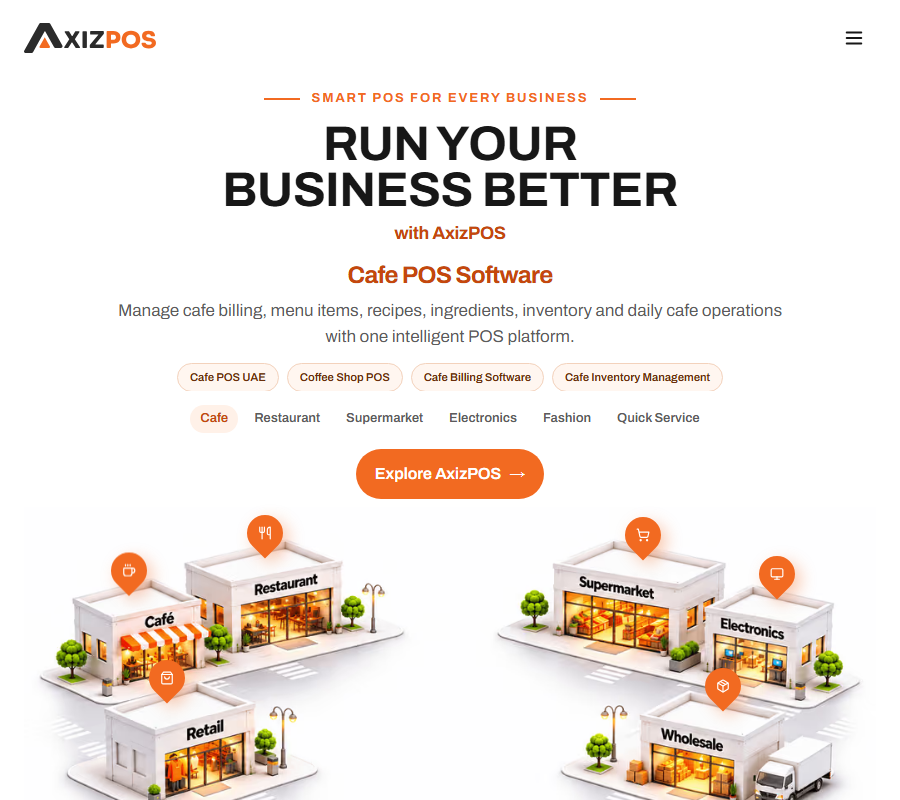 AXIZPOS
SMART POS FOR EVERY BUSINESS
RUN YOUR
BUSINESS BETTER
with AxizPOS
Cafe POS Software
Manage cafe billing, menu items, recipes, ingredients, inventory and daily cafe operations
with one intelligent POS platform.
Cafe POS UAE
Coffee Shop POS
Cafe Billing Software
Cafe Inventory Management
Cafe
Restaurant
Supermarket
Electronics
Fashion
Quick Service
Explore AxizPOS →
Café
Restaurant
Supermarket
Electronics
Retail
Wholesale